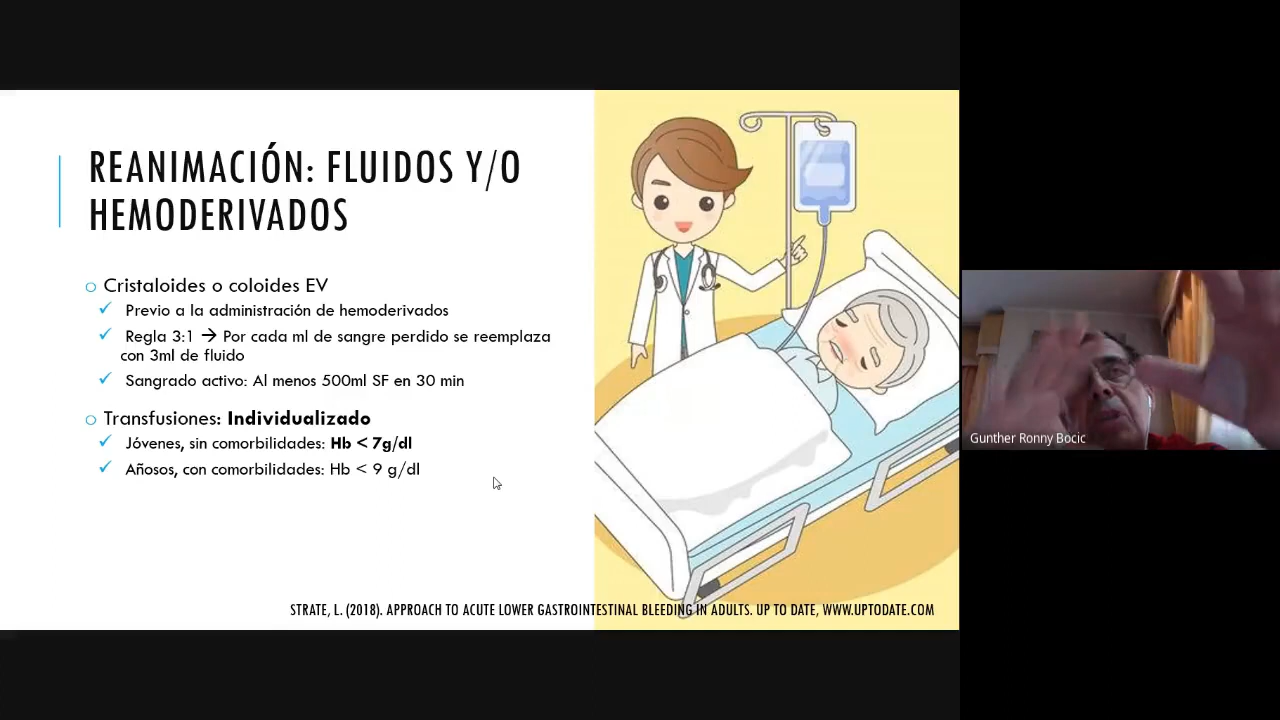 REANIMACIÓN: FLUIDOS Y/O
HEMODERIVADOS
o Cristaloides o coloides EV
✓ Previo a la administración de hemoderivados
✓ Regla 3:1 → Por cada ml de sangre perdido se reemplaza
con 3ml de fluido
✓ Sangrado activo: Al menos 500ml SF en 30 min
o Transfusiones: Individualizado
✓ Jóvenes, sin comorbilidades: Hb < 7g/dl
✓ Añosos, con comorbilidades: Hb < 9 g/dl
STRATE, L. (2018). APPROACH TO ACUTE LOWER GASTROINTESTINAL BLEEDING IN ADULTS. UP TO DATE, WWW.UPTODATE.COM
Gunther Ronny Bocic